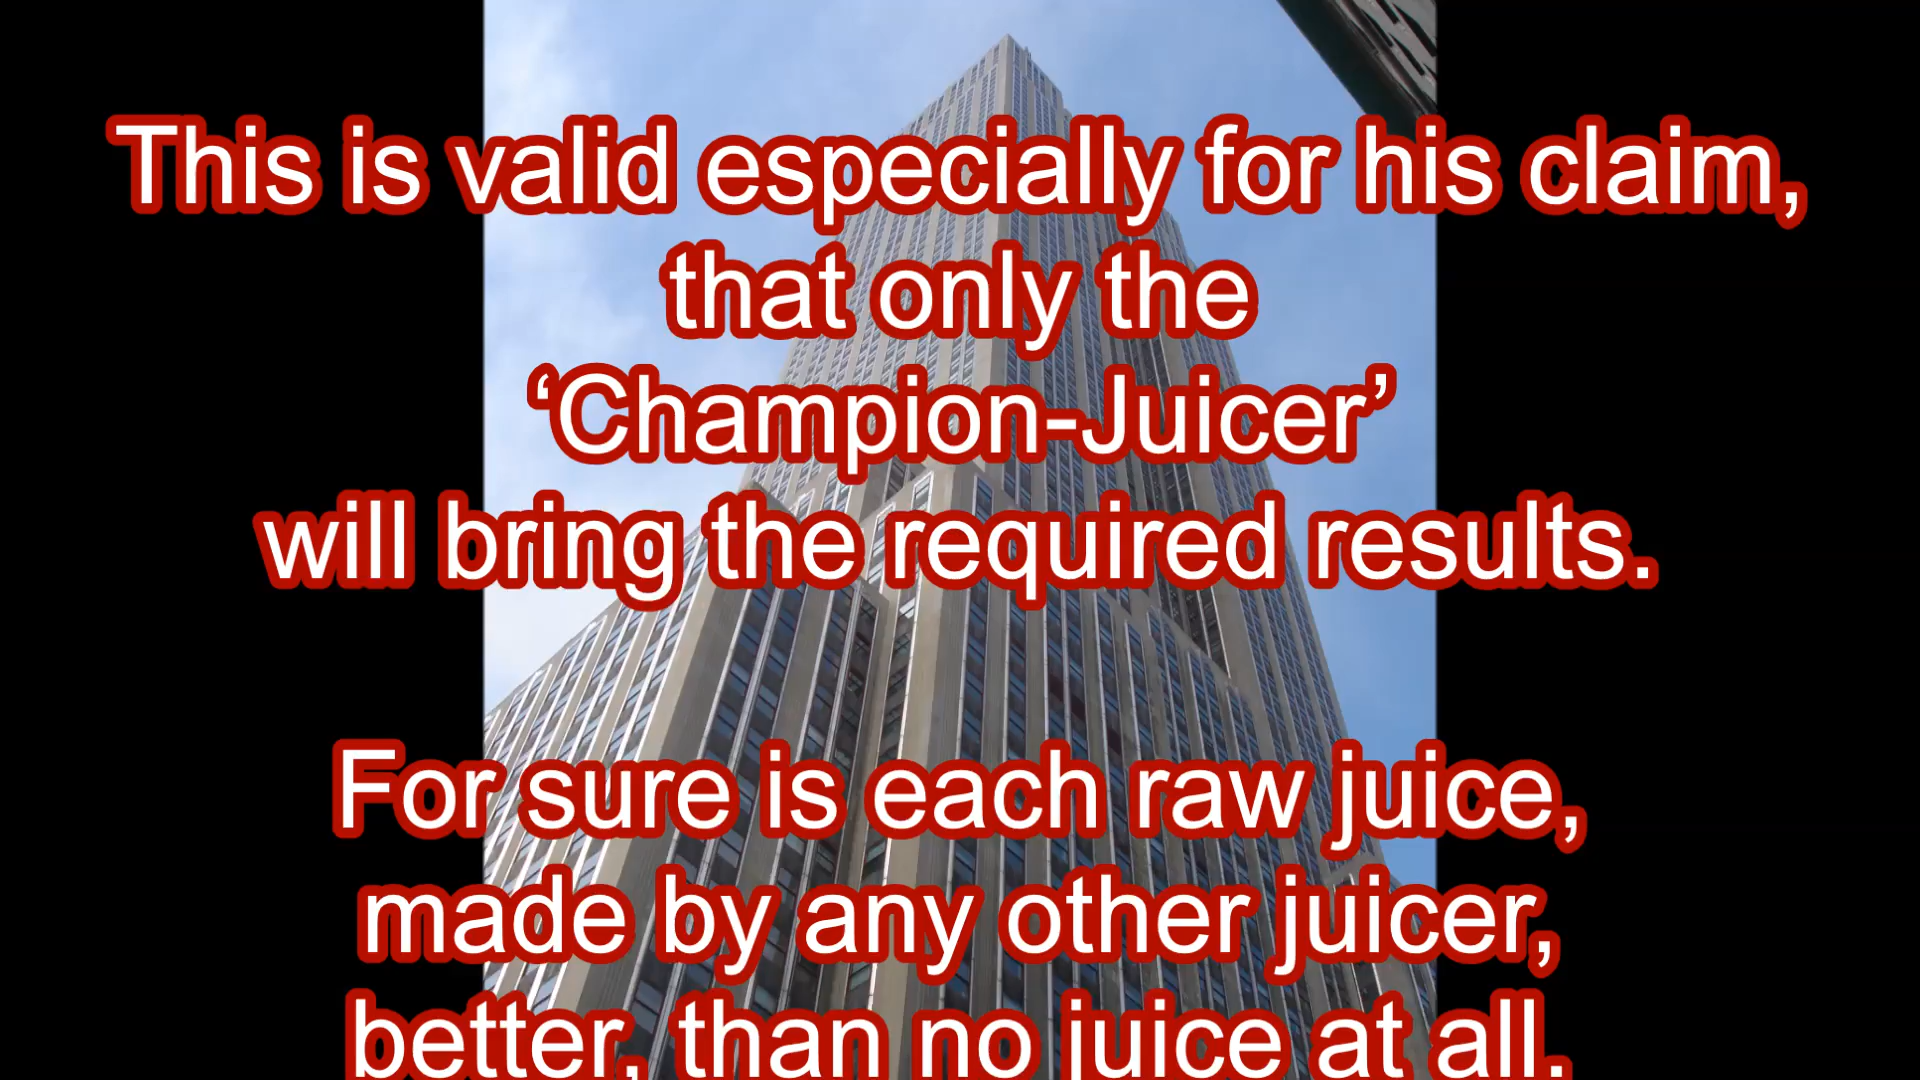 This is valid especially for his claim,
that only the
‘Champion-Juicer’
will bring the required results.
For sure is each raw juice,
made by any other juicer,
better, than no juice at all.